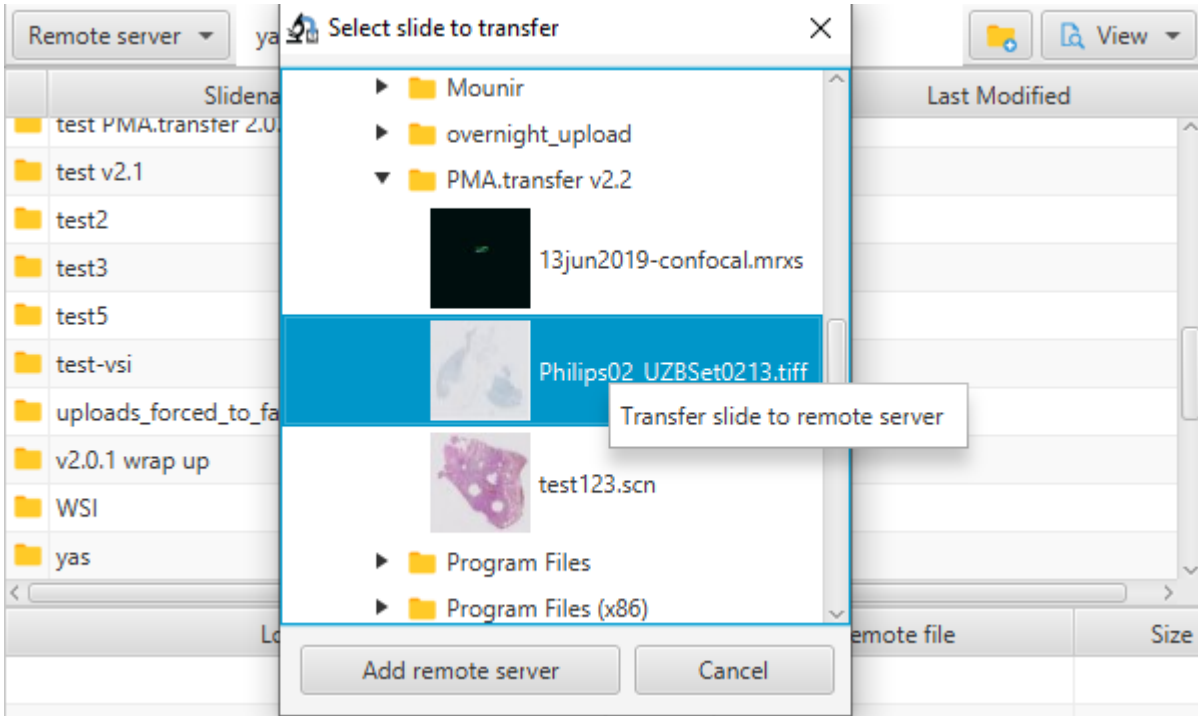 Remote server
ya
Select slide to transfer
View
Slidena
Last Modified
test PMA.transfer 2.0.
test v2.1
test2
test3
test5
test-vsi
uploads_forced_to_fa
v2.0.1 wrap up
WSI
yas
Mounir
overnight_upload
PMA.transfer v2.2
13jun2019-confocal.mrxs
Philips02_UZBSet0213.tiff
Transfer slide to remote server
test123.scn
Program Files
Program Files (x86)
Lo
emote file
Size
Add remote server
Cancel